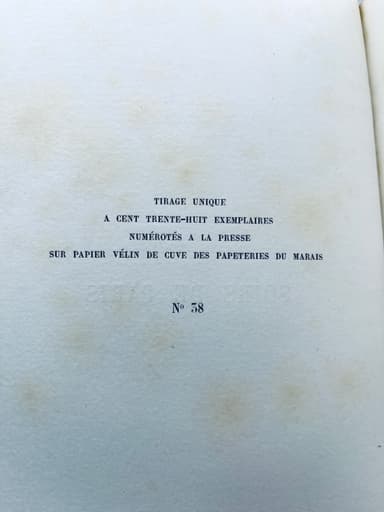 TIRAGE UNIQUE
A CENT TRENTE-HUIT EXEMPLAIRES
NUMÉROTÉS A LA PRESSE
SUR PAPIER VÉLIN DE CUVE DES PAPETERIES DU MARAIS
Nº 38